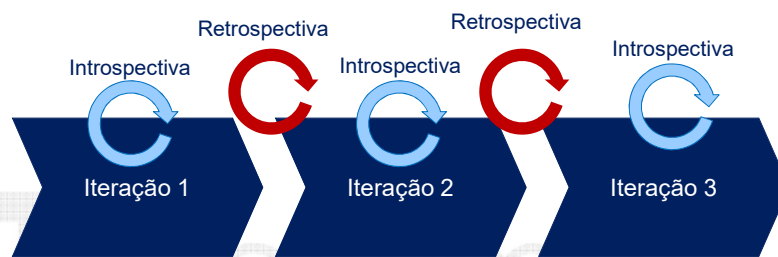 Retrospectiva
Retrospectiva
Introspectiva
Introspectiva
Introspectiva
Iteração 1
Iteração 2
Iteração 3